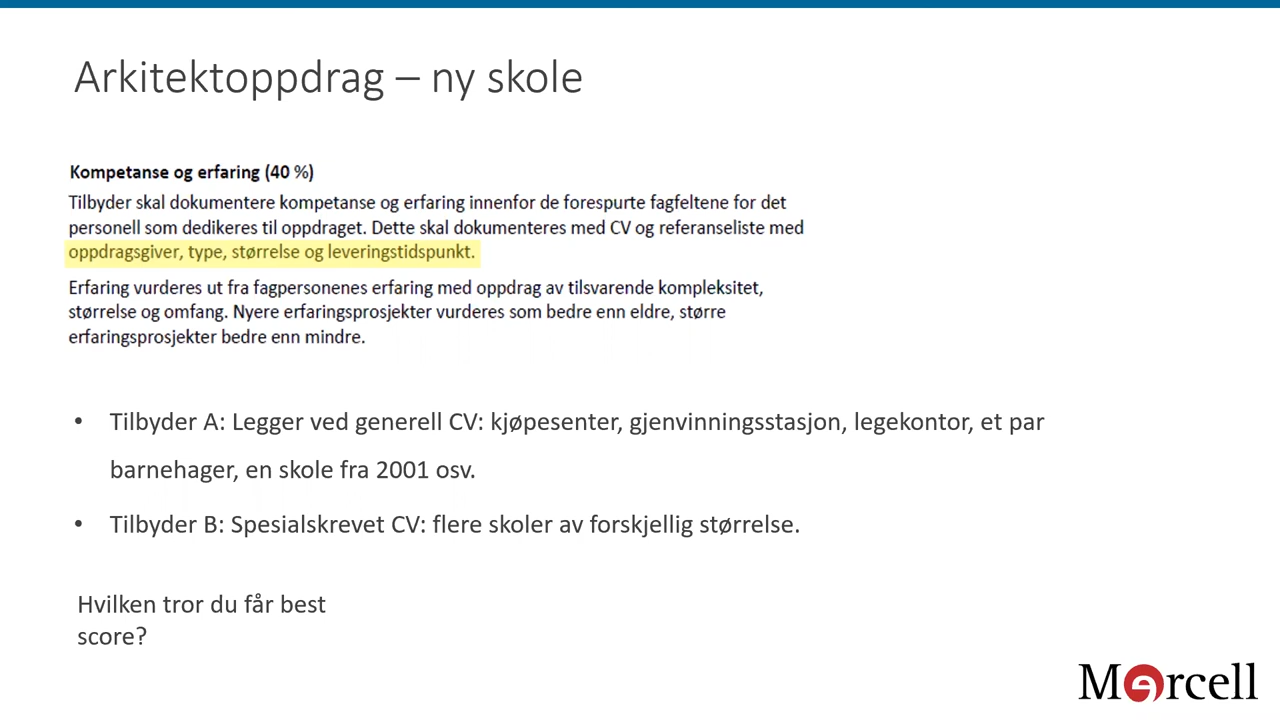 Arkitektoppdrag – ny skole
Kompetanse og erfaring (40 %)
Tilbyder skal dokumentere kompetanse og erfaring innenfor de forespurte fagfeltene for det
personell som dedikeres til oppdraget. Dette skal dokumenteres med CV og referanseliste med
oppdragsgiver, type, størrelse og leveringstidspunkt.
Erfaring vurderes ut fra fagpersonenes erfaring med oppdrag av tilsvarende kompleksitet,
størrelse og omfang. Nyere erfaringsprosjekter vurderes som bedre enn eldre, større
erfaringsprosjekter bedre enn mindre.
• Tilbyder A: Legger ved generell CV: kjøpesenter, gjenvinningsstasjon, legekontor, et par
barnehager, en skole fra 2001 osv.
• Tilbyder B: Spesialskrevet CV: flere skoler av forskjellig størrelse.
Hvilken tror du får best
score?
Mercell